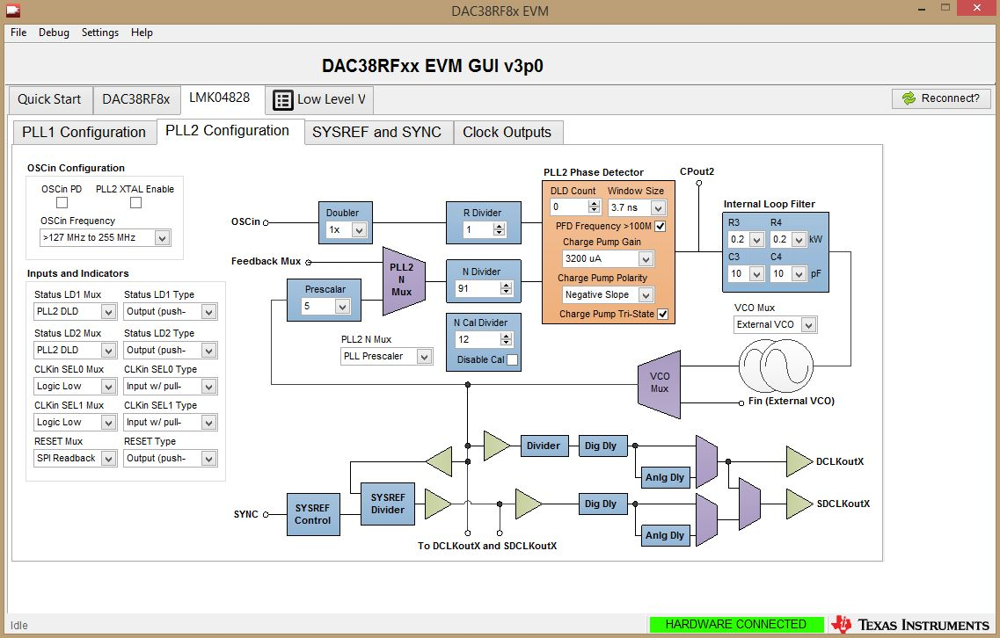 DAC38RF8x EVM
File Debug Settings Help
DAC38RFxx EVM GUI v3p0
Quick Start DAC38RF8x LMK04828 Low Level V Reconnect?
PLL1 Configuration PLL2 Configuration SYSREF and SYNC Clock Outputs
OSCin Configuration
OSCin PD PLL2 XTAL Enable
OSCin Frequency
>127 MHz to 255 MHz
Inputs and Indicators
Status LD1 Mux Status LD1 Type
PLL2 DLD Output (push-
Status LD2 Mux Status LD2 Type
PLL2 DLD Output (push-
CLKin SEL0 Mux CLKin SEL0 Type
Logic Low Input w/ pull-
CLKin SEL1 Mux CLKin SEL1 Type
Logic Low Input w/ pull-
RESET Mux RESET Type
SPI Readback Output (push-
OSCin
Doubler
1x
R Divider
1
Feedback Mux
PLL2
N
Mux
N Divider
91
Prescalar
5
N Cal Divider
12
Disable Cal
PLL2 N Mux
PLL Prescaler
PLL2 Phase Detector
DLD Count Window Size
0 3.7 ns
PFD Frequency >100M
Charge Pump Gain
3200 uA
Charge Pump Polarity
Negative Slope
Charge Pump Tri-State
CPout2
Internal Loop Filter
R3 R4
0.2 0.2 kW
C3 C4
10 10 pF
VCO Mux
External VCO
VCO
Mux
Fin (External VCO)
Divider
Dig Dly
Anlg Dly
DCLKoutX
SYNC
SYSREF
Control
SYSREF
Divider
Dig Dly
Anlg Dly
SDCLKoutX
To DCLKoutX and SDCLKoutX
Idle
HARDWARE CONNECTED
TEXAS INSTRUMENTS